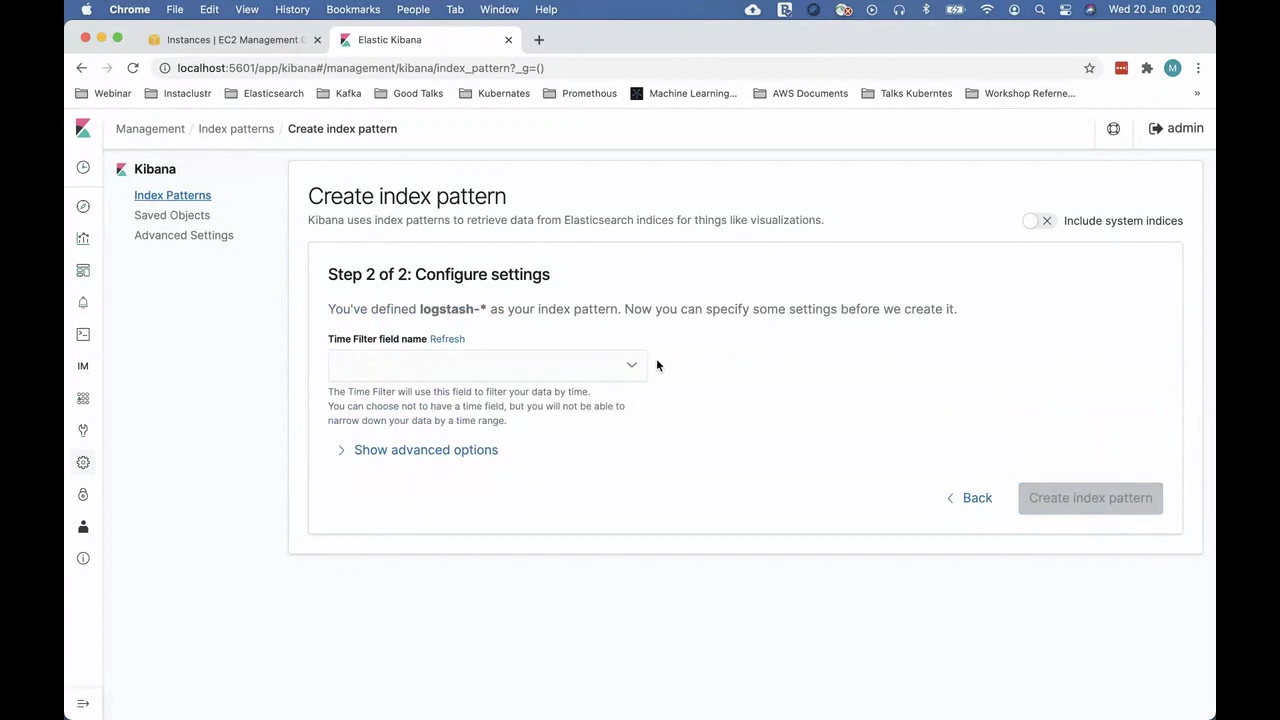 Chrome File Edit View History Bookmarks People Tab Window Help Wed 20 Jan 00:02
Instances | EC2 Management C
Elastic Kibana
localhost:5601/app/kibana#/management/kibana/index_pattern?_g=()
M
Webinar Instaclustr Elasticsearch Kafka Good Talks Kubernates Promethous Machine Learning... AWS Documents Talks Kuberntes Workshop Referne... »
Management / Index patterns / Create index pattern
admin
Kibana
Index Patterns
Saved Objects
Advanced Settings
IM
Create index pattern
Kibana uses index patterns to retrieve data from Elasticsearch indices for things like visualizations.
Include system indices
Step 2 of 2: Configure settings
You've defined logstash-* as your index pattern. Now you can specify some settings before we create it.
Time Filter field name Refresh
The Time Filter will use this field to filter your data by time.
You can choose not to have a time field, but you will not be able to
narrow down your data by a time range.
Show advanced options
Back
Create index pattern